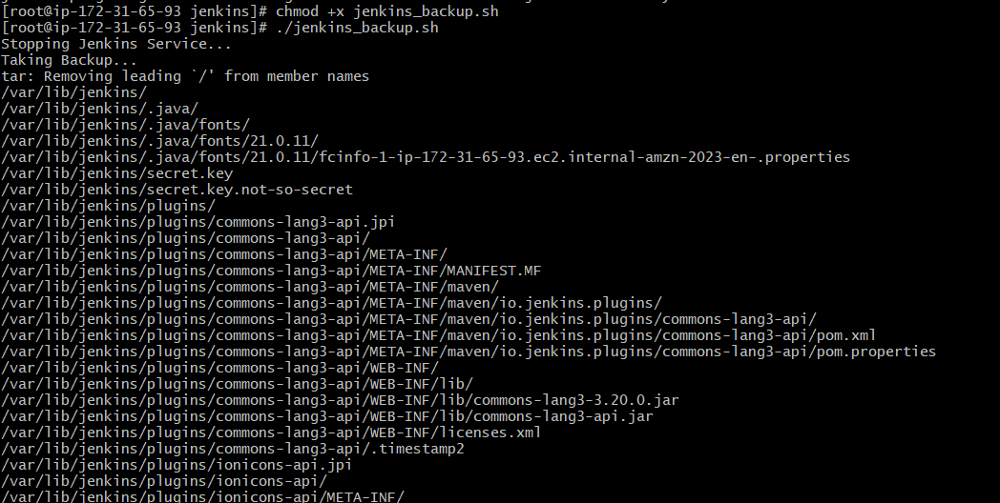 [root@ip-172-31-65-93 jenkins]# chmod +x jenkins_backup.sh
[root@ip-172-31-65-93 jenkins]# ./jenkins_backup.sh
Stopping Jenkins Service...
Taking Backup...
tar: Removing leading `/' from member names
/var/lib/jenkins/
/var/lib/jenkins/.java/
/var/lib/jenkins/.java/fonts/
/var/lib/jenkins/.java/fonts/21.0.11/
/var/lib/jenkins/.java/fonts/21.0.11/fcinfo-1-ip-172-31-65-93.ec2.internal-amzn-2023-en-.properties
/var/lib/jenkins/secret.key
/var/lib/jenkins/secret.key.not-so-secret
/var/lib/jenkins/plugins/
/var/lib/jenkins/plugins/commons-lang3-api.jpi
/var/lib/jenkins/plugins/commons-lang3-api/
/var/lib/jenkins/plugins/commons-lang3-api/META-INF/
/var/lib/jenkins/plugins/commons-lang3-api/META-INF/MANIFEST.MF
/var/lib/jenkins/plugins/commons-lang3-api/META-INF/maven/
/var/lib/jenkins/plugins/commons-lang3-api/META-INF/maven/io.jenkins.plugins/
/var/lib/jenkins/plugins/commons-lang3-api/META-INF/maven/io.jenkins.plugins/commons-lang3-api/
/var/lib/jenkins/plugins/commons-lang3-api/META-INF/maven/io.jenkins.plugins/commons-lang3-api/pom.xml
/var/lib/jenkins/plugins/commons-lang3-api/META-INF/maven/io.jenkins.plugins/commons-lang3-api/pom.properties
/var/lib/jenkins/plugins/commons-lang3-api/WEB-INF/
/var/lib/jenkins/plugins/commons-lang3-api/WEB-INF/lib/
/var/lib/jenkins/plugins/commons-lang3-api/WEB-INF/lib/commons-lang3-3.20.0.jar
/var/lib/jenkins/plugins/commons-lang3-api/WEB-INF/lib/commons-lang3-api.jar
/var/lib/jenkins/plugins/commons-lang3-api/WEB-INF/licenses.xml
/var/lib/jenkins/plugins/commons-lang3-api/.timestamp2
/var/lib/jenkins/plugins/ionicons-api.jpi
/var/lib/jenkins/plugins/ionicons-api/
/var/lib/jenkins/plugins/ionicons-api/META-INF/